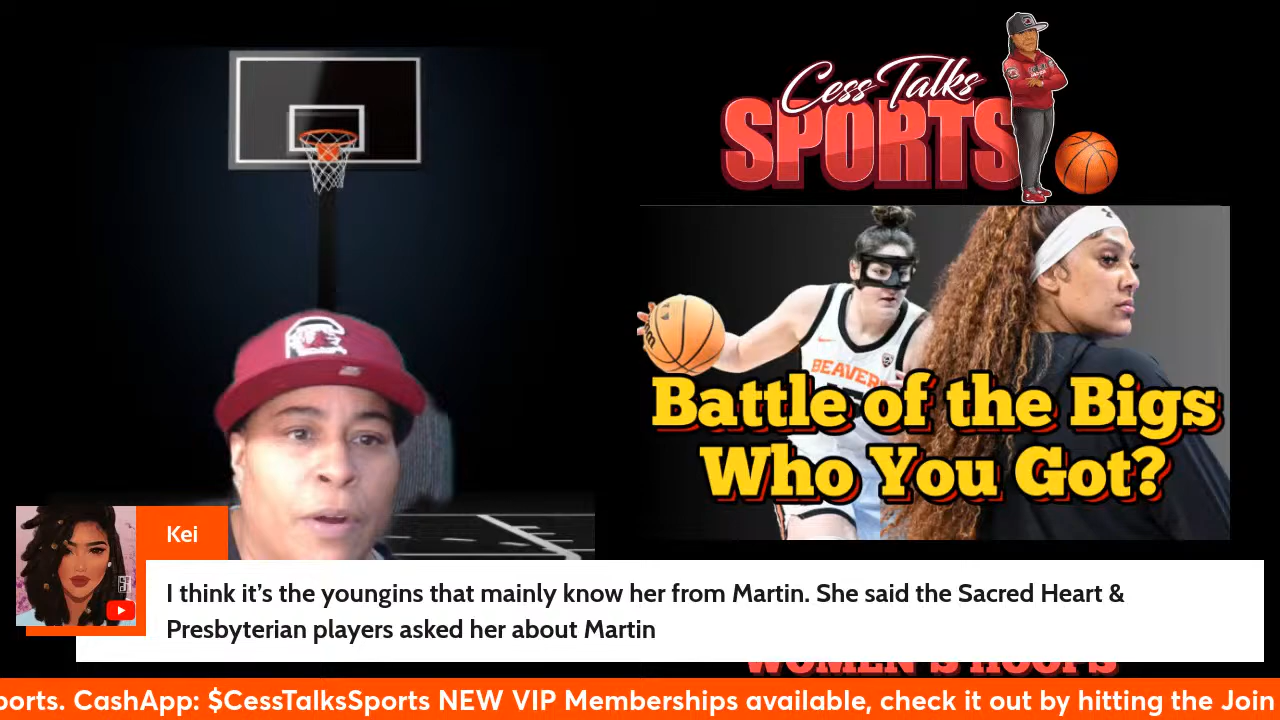 Cess Talks
SPORTS
BEAVERS
Battle of the Bigs
Who You Got?
Kei
I think it’s the youngins that mainly know her from Martin. She said the Sacred Heart &
Presbyterian players asked her about Martin
WOMEN'S HOOPS
ports. CashApp: $CessTalksSports NEW VIP Memberships available, check it out by hitting the Join